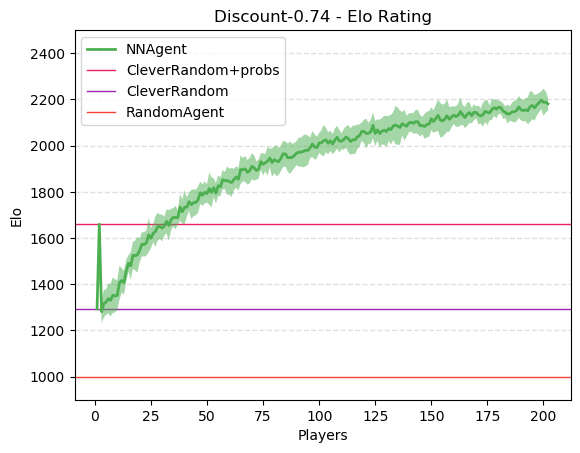 Discount-0.74 - Elo Rating
NNAgent
CleverRandom+probs
CleverRandom
RandomAgent
2400
2200
2000
1800
1600
1400
1200
1000
Elo
0 25 50 75 100 125 150 175 200
Players